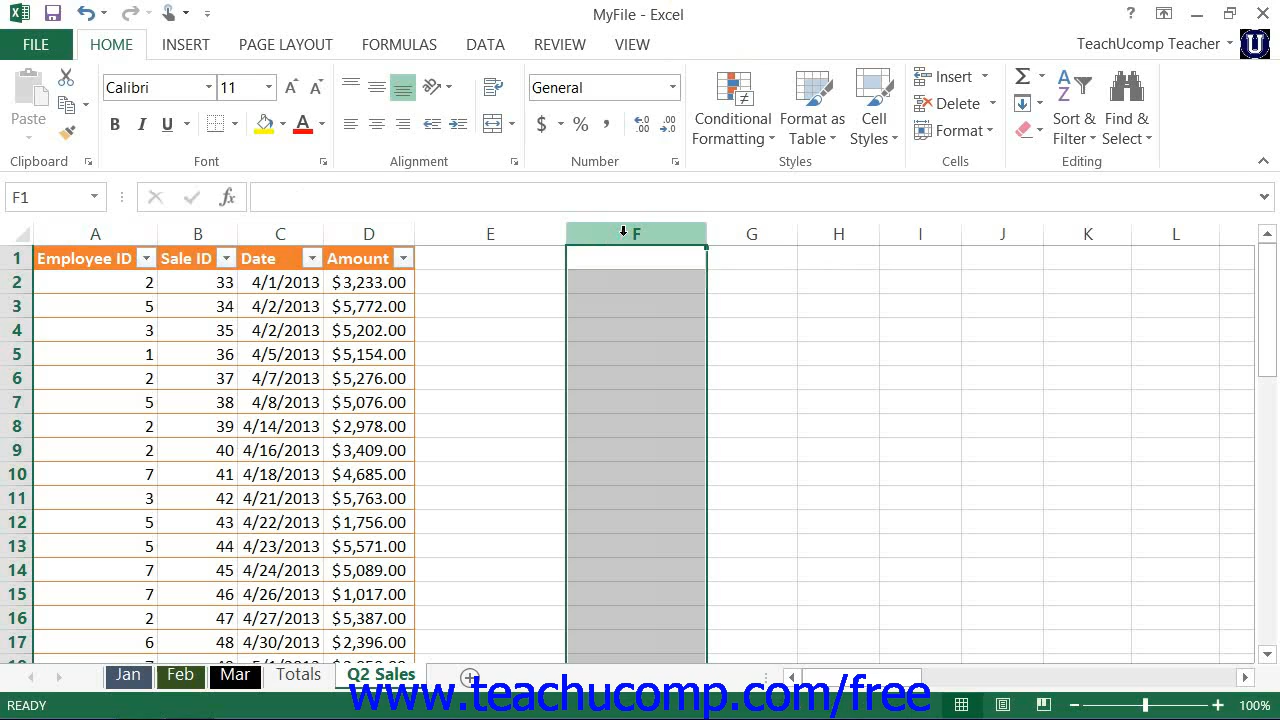 MyFile - Excel
FILE HOME INSERT PAGE LAYOUT FORMULAS DATA REVIEW VIEW TeachUcomp Teacher U
Paste
Calibri 11
B I U A
General
$ % ,
Conditional Formatting
Format as Table
Cell Styles
Insert
Delete
Format
Sort & Filter
Find & Select
Clipboard Font Alignment Number Styles Cells Editing
F1 fx
A B C D E F G H I J K L
1 Employee ID Sale ID Date Amount
2 2 33 4/1/2013 $3,233.00
3 5 34 4/2/2013 $5,772.00
4 3 35 4/2/2013 $5,202.00
5 1 36 4/5/2013 $5,154.00
6 2 37 4/7/2013 $5,276.00
7 5 38 4/8/2013 $5,076.00
8 2 39 4/14/2013 $2,978.00
9 2 40 4/16/2013 $3,409.00
10 7 41 4/18/2013 $4,685.00
11 3 42 4/21/2013 $5,763.00
12 5 43 4/22/2013 $1,756.00
13 5 44 4/23/2013 $5,571.00
14 7 45 4/24/2013 $5,089.00
15 7 46 4/26/2013 $1,017.00
16 2 47 4/27/2013 $5,387.00
17 6 48 4/30/2013 $2,396.00
Jan Feb Mar Totals Q2 Sales
www.teachucomp.com/free
READY 100%